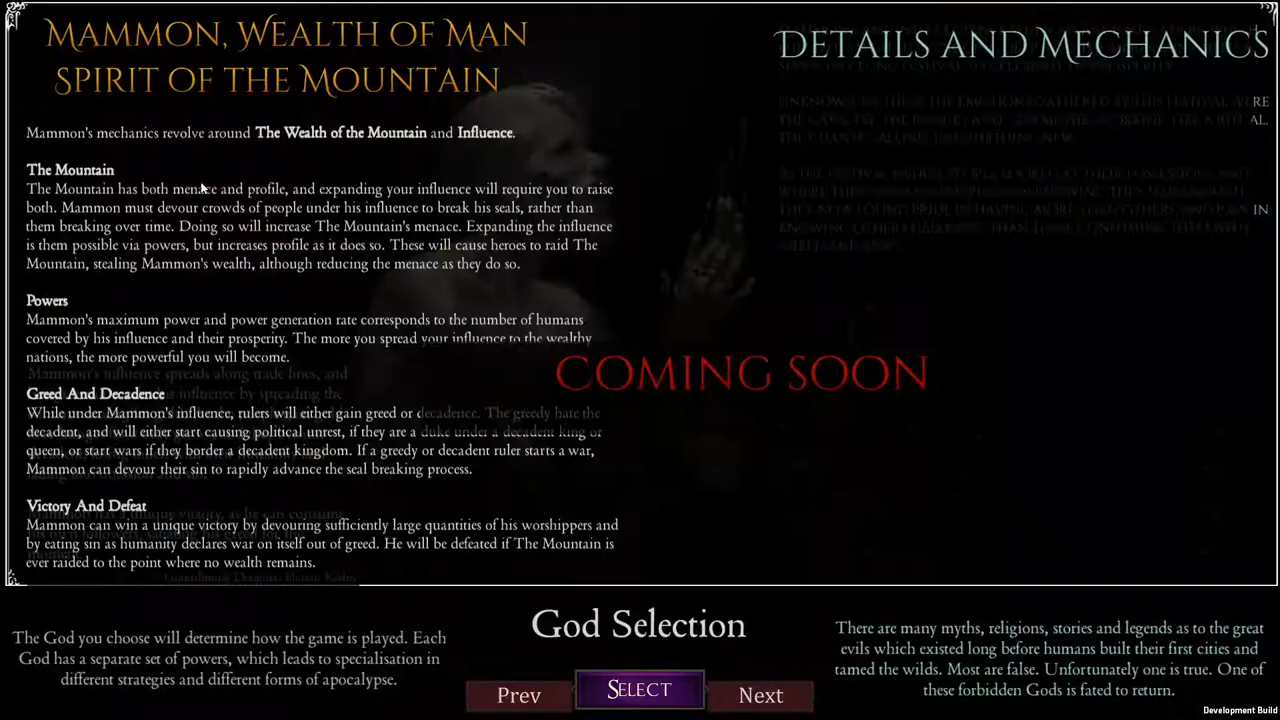 Mammon, Wealth of Man
Spirit of the Mountain
Details and Mechanics
Mammon's mechanics revolve around The Wealth of the Mountain and Influence.
The Mountain
The Mountain has both menace and profile, and expanding your influence will require you to raise
both. Mammon must devour crowds of people under his influence to break his seals, rather than
them breaking over time. Doing so will increase The Mountain's menace. Expanding the influence
is them possible via powers, but increases profile as it does so. These will cause heroes to raid The
Mountain, stealing Mammon's wealth, although reducing the menace as they do so.
Powers
Mammon's maximum power and power generation rate corresponds to the number of humans
covered by his influence and their prosperity. The more you spread your influence to the wealthy
nations, the more powerful you will become.
Mammon's influence spreads along trade lines, and
Greed And Decadence
While under Mammon's influence, rulers will either gain greed or decadence. The greedy hate the
decadent, and will either start causing political unrest, if they are a duke under a decadent king or
queen, or start wars if they border a decadent kingdom. If a greedy or decadent ruler starts a war,
Mammon can devour their sin to rapidly advance the seal breaking process.
Victory And Defeat
Mammon can win a unique victory by devouring sufficiently large quantities of his worshippers and
by eating sin as humanity declares war on itself out of greed. He will be defeated if The Mountain is
ever raided to the point where no wealth remains.
Coming Soon
God Selection
The God you choose will determine how the game is played. Each
God has a separate set of powers, which leads to specialisation in
different strategies and different forms of apocalypse.
Prev
Select
Next
There are many myths, religions, stories and legends as to the great
evils which existed long before humans built their first cities and
tamed the wilds. Most are false. Unfortunately one is true. One of
these forbidden Gods is fated to return.
Development Build